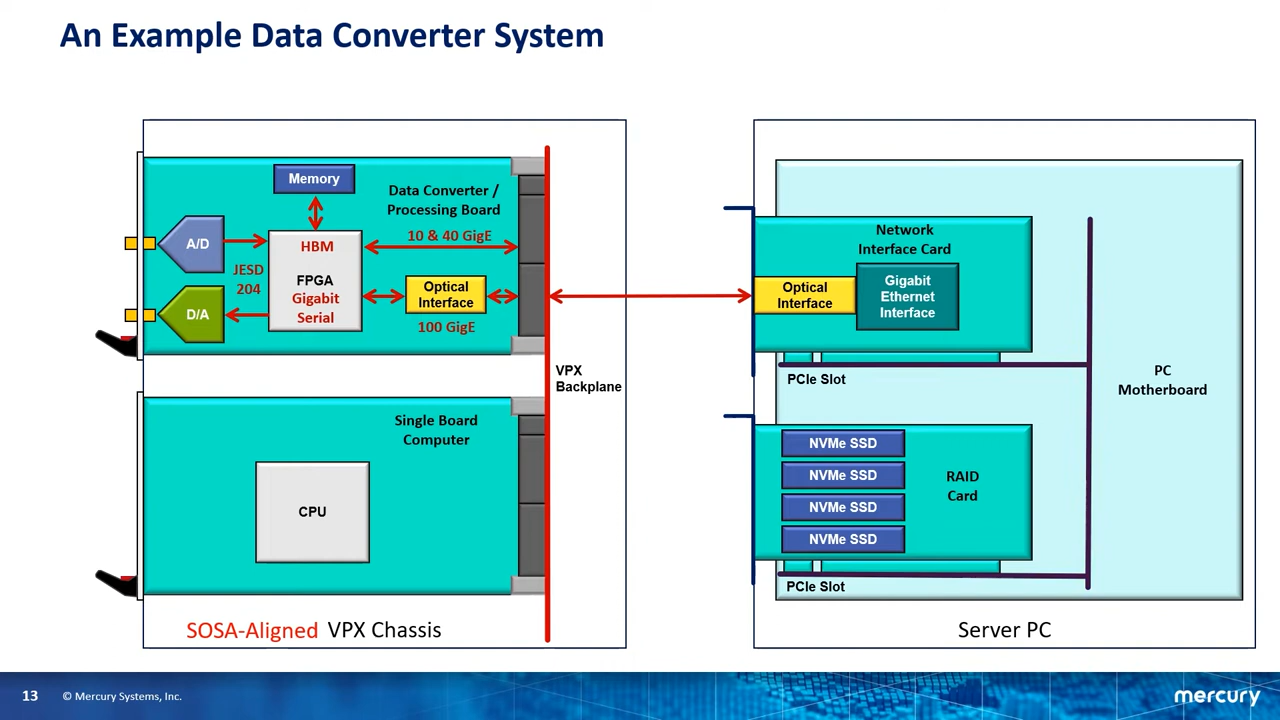 An Example Data Converter System
Memory
Data Converter /
Processing Board
A/D
HBM
10 & 40 GigE
JESD
204
FPGA
Gigabit
Serial
Optical
Interface
D/A
100 GigE
VPX
Backplane
Single Board
Computer
CPU
SOSA-Aligned VPX Chassis
Network
Interface Card
Optical
Interface
Gigabit
Ethernet
Interface
PCIe Slot
PC
Motherboard
NVMe SSD
NVMe SSD
NVMe SSD
NVMe SSD
RAID
Card
PCIe Slot
Server PC
13 © Mercury Systems, Inc.
mercury